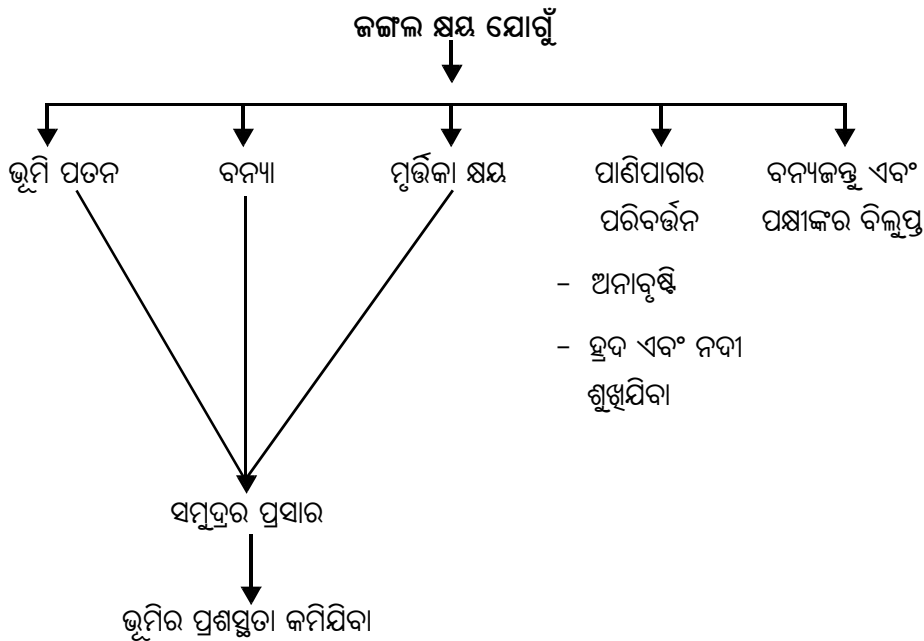 ଜଙ୍ଗଲ କ୍ଷୟ ଯୋଗୁଁ
ଭୂମି ପତନ
ବନ୍ୟା
ମୃର୍ତ୍ତିକା କ୍ଷୟ
ପାଣିପାଗର
ପରିବର୍ତ୍ତନ
– ଅନାବୃଷ୍ଟି
– ହ୍ରଦ ଏବଂ ନଦୀ
ଶୁଖିଯିବା
ବନ୍ୟଜନ୍ତୁ ଏବଂ
ପକ୍ଷୀଙ୍କର ବିଲୁପ୍ତ
ସମୁଦ୍ରର ପ୍ରସାର
ଭୂମିର ପ୍ରଶସ୍ଥତା କମିଯିବା